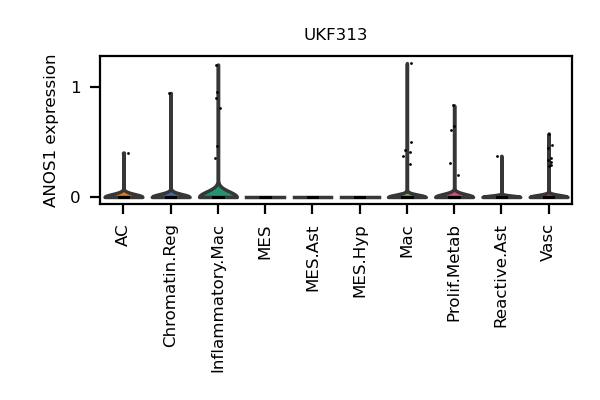 UKF313
ANOS1 expression
1
0
AC
Chromatin.Reg
Inflammatory.Mac
MES
MES.Ast
MES.Hyp
Mac
Prolif.Metab
Reactive.Ast
Vasc